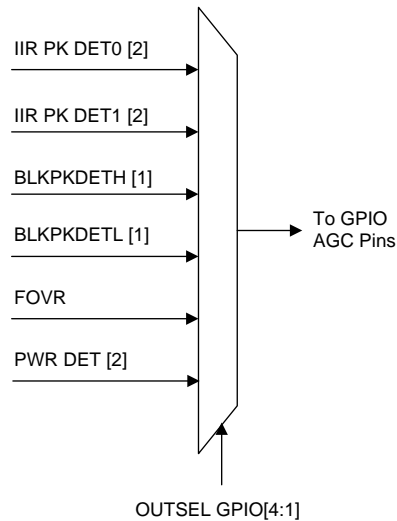 IIR PK DET0 [2]
IIR PK DET1 [2]
BLKPKDETH [1]
BLKPKDETL [1]
FOVR
PWR DET [2]
To GPIO
AGC Pins
OUTSEL GPIO[4:1]